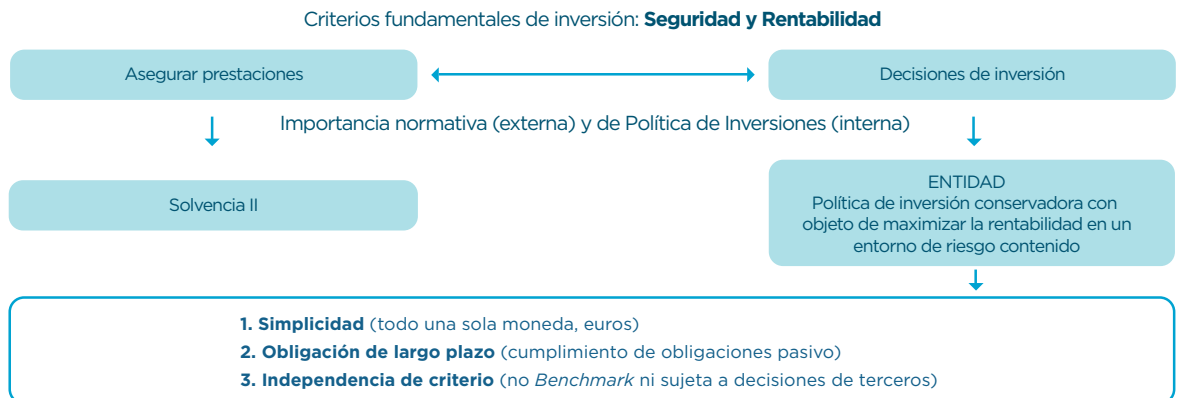 Criterios fundamentales de inversión: Seguridad y Rentabilidad
Asegurar prestaciones
Decisiones de inversión
Importancia normativa (externa) y de Política de Inversiones (interna)
Solvencia II
ENTIDAD
Política de inversión conservadora con
objeto de maximizar la rentabilidad en un
entorno de riesgo contenido
1. Simplicidad (todo una sola moneda, euros)
2. Obligación de largo plazo (cumplimiento de obligaciones pasivo)
3. Independencia de criterio (no Benchmark ni sujeta a decisiones de terceros)